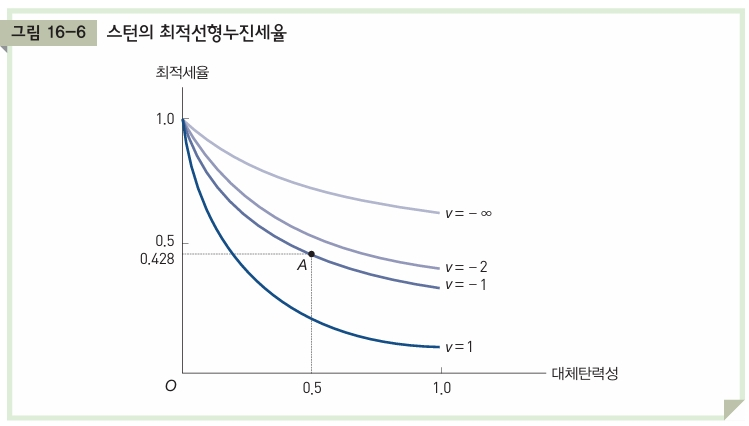 그림 16-6 스턴의 최적선형누진세율
최적세율
1.0
ν = - ∞
0.5
0.428
A
ν = - 2
ν = - 1
ν = 1
O
0.5
1.0
대체탄력성